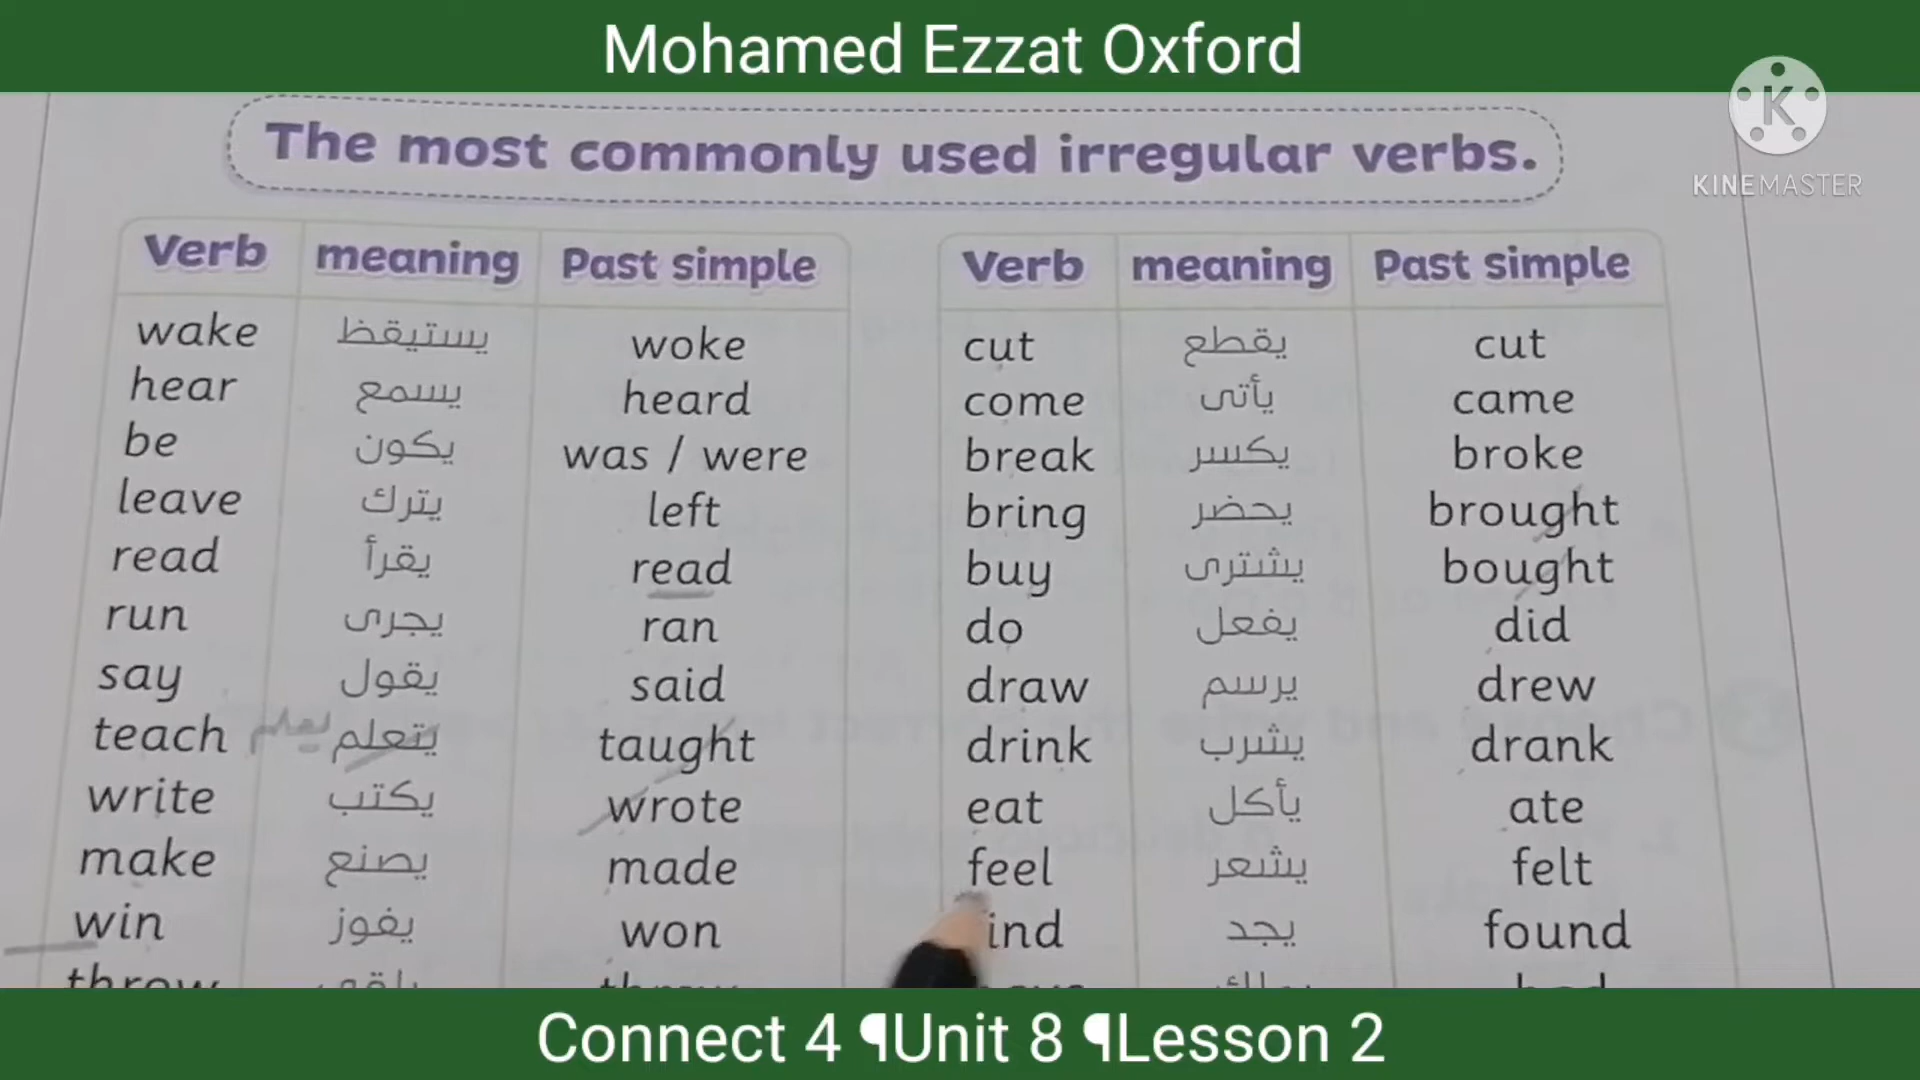 Mohamed Ezzat Oxford
KINEMASTER
The most commonly used irregular verbs.
Verb meaning Past simple Verb meaning Past simple
wake يستيقظ woke cut يقطع cut
hear يسمع heard come يأتى came
be يكون was / were break يكسر broke
leave يترك left bring يحضر brought
read يقرأ read buy يشترى bought
run يجرى ran do يفعل did
say يقول said draw يرسم drew
teach يعلم يتعلم taught drink يشرب drank
write يكتب wrote eat يأكل ate
make يصنع made feel يشعر felt
win يفوز won ind يجد found
throw
Connect 4 ¶Unit 8 ¶Lesson 2